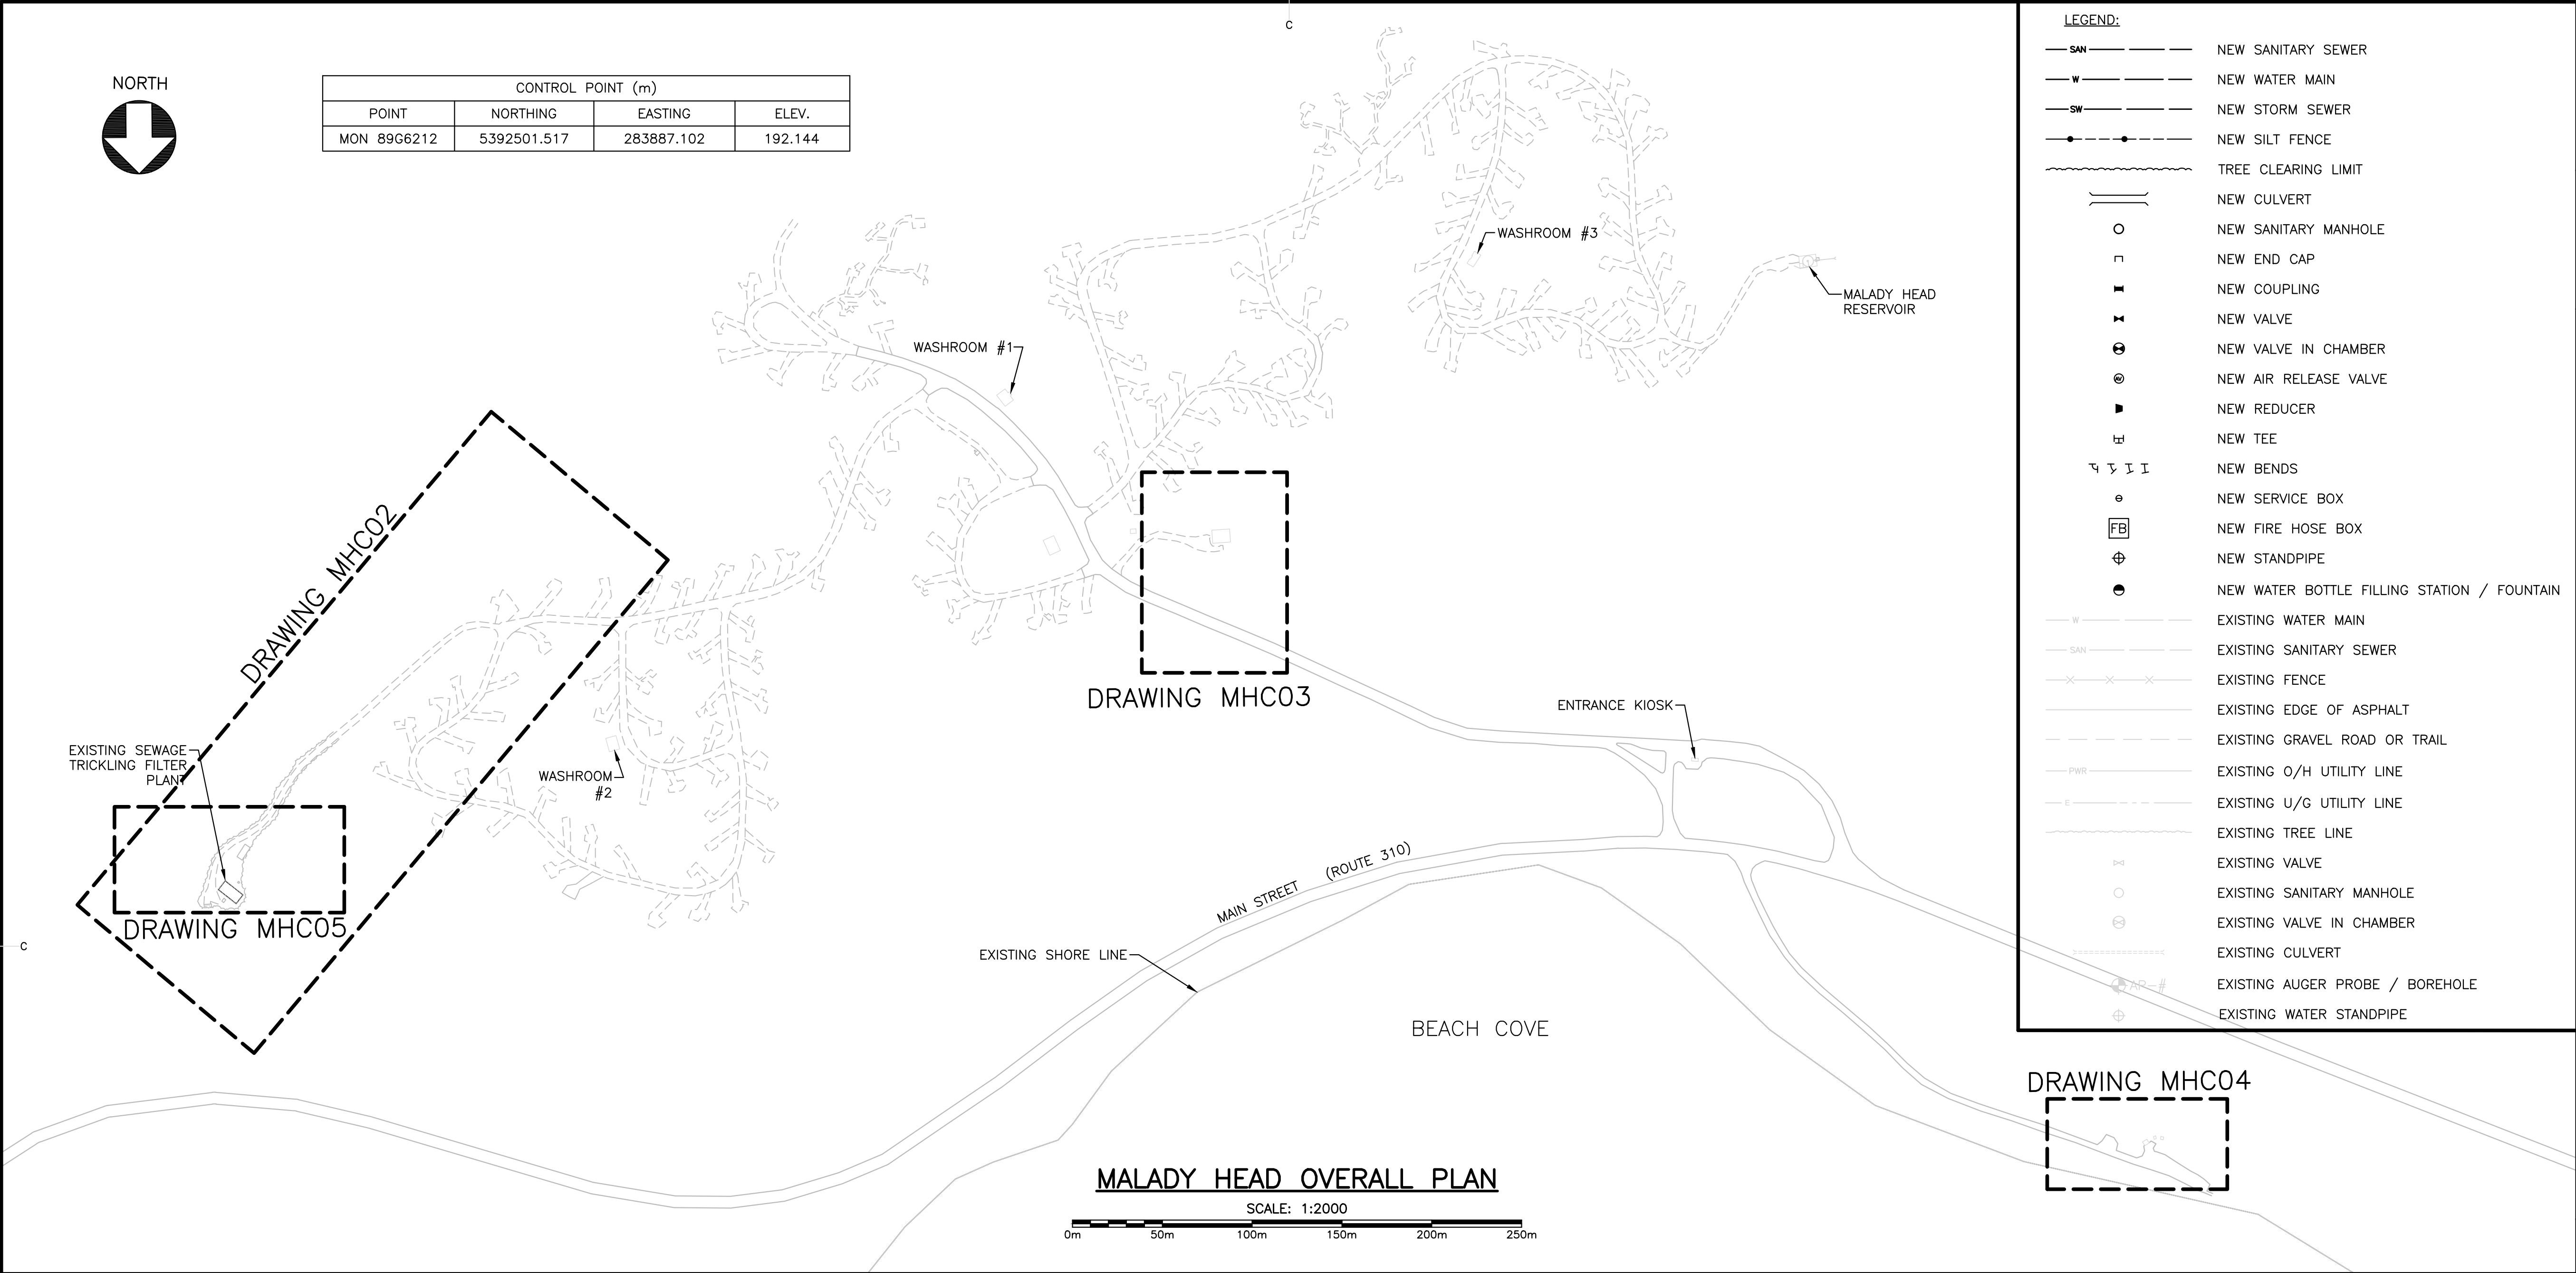 C
NORTH
CONTROL POINT (m)
POINT NORTHING EASTING ELEV.
MON 89G6212 5392501.517 283887.102 192.144
WASHROOM #3
MALADY HEAD
RESERVOIR
WASHROOM #1
DRAWING MHC02
DRAWING MHC03
ENTRANCE KIOSK
EXISTING SEWAGE
TRICKLING FILTER
PLANT
WASHROOM
#2
DRAWING MHC05
C
MAIN STREET (ROUTE 310)
EXISTING SHORE LINE
BEACH COVE
DRAWING MHC04
MALADY HEAD OVERALL PLAN
SCALE: 1:2000
0m 50m 100m 150m 200m 250m
LEGEND:
SAN NEW SANITARY SEWER
W NEW WATER MAIN
SW NEW STORM SEWER
NEW SILT FENCE
TREE CLEARING LIMIT
NEW CULVERT
NEW SANITARY MANHOLE
NEW END CAP
NEW COUPLING
NEW VALVE
NEW VALVE IN CHAMBER
AV NEW AIR RELEASE VALVE
NEW REDUCER
NEW TEE
NEW BENDS
NEW SERVICE BOX
FB NEW FIRE HOSE BOX
NEW STANDPIPE
NEW WATER BOTTLE FILLING STATION / FOUNTAIN
W EXISTING WATER MAIN
SAN EXISTING SANITARY SEWER
EXISTING FENCE
EXISTING EDGE OF ASPHALT
EXISTING GRAVEL ROAD OR TRAIL
PWR EXISTING O/H UTILITY LINE
E EXISTING U/G UTILITY LINE
EXISTING TREE LINE
EXISTING VALVE
EXISTING SANITARY MANHOLE
EXISTING VALVE IN CHAMBER
EXISTING CULVERT
AP-# EXISTING AUGER PROBE / BOREHOLE
EXISTING WATER STANDPIPE